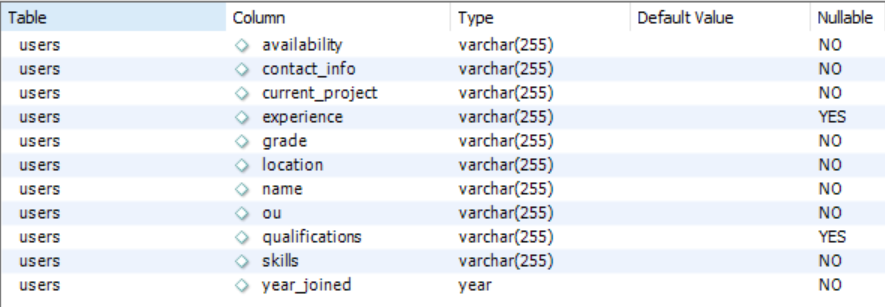 Table Column Type Default Value Nullable
users availability varchar(255) NO
users contact_info varchar(255) NO
users current_project varchar(255) NO
users experience varchar(255) YES
users grade varchar(255) NO
users location varchar(255) NO
users name varchar(255) NO
users ou varchar(255) NO
users qualifications varchar(255) YES
users skills varchar(255) NO
users year_joined year NO